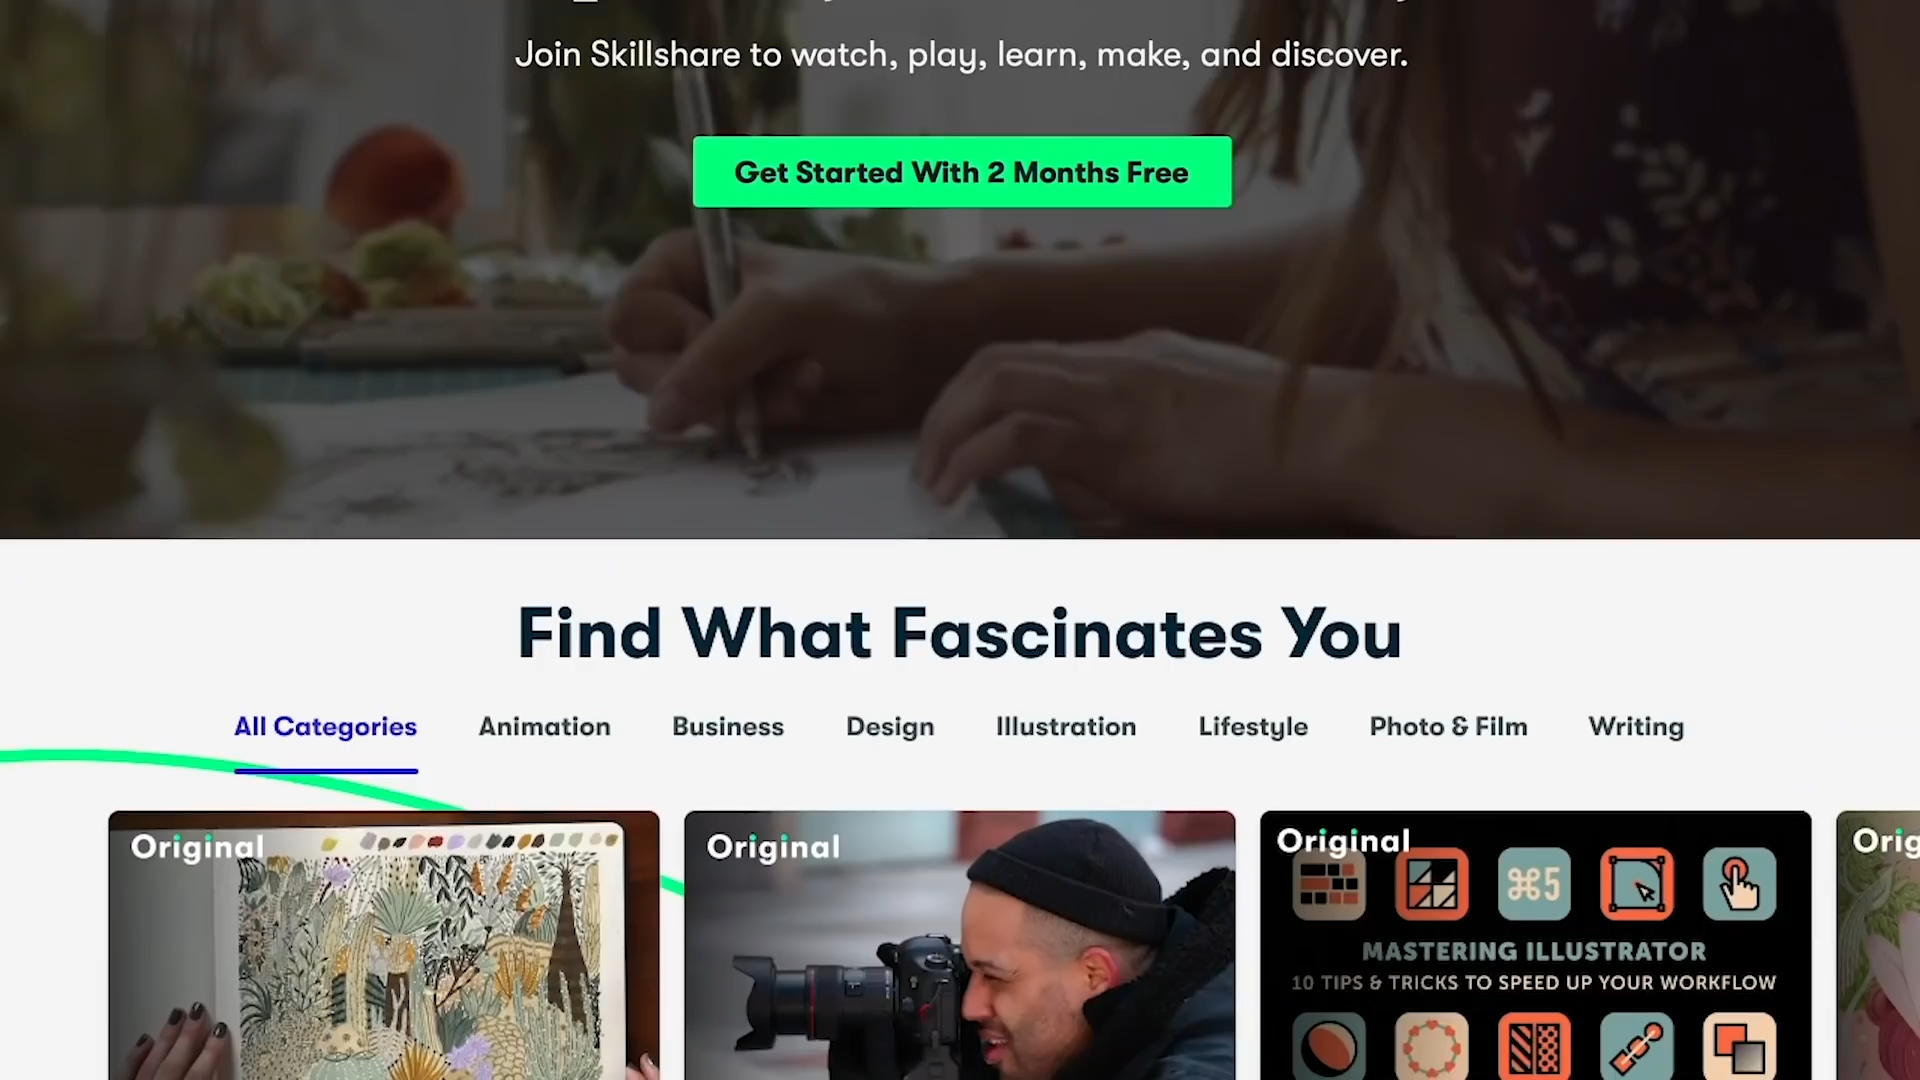 Join Skillshare to watch, play, learn, make, and discover.
Get Started With 2 Months Free
Find What Fascinates You
All Categories
Animation
Business
Design
Illustration
Lifestyle
Photo & Film
Writing
Original
Original
Original
Orig
⌘5
MASTERING ILLUSTRATOR
10 TIPS & TRICKS TO SPEED UP YOUR WORKFLOW